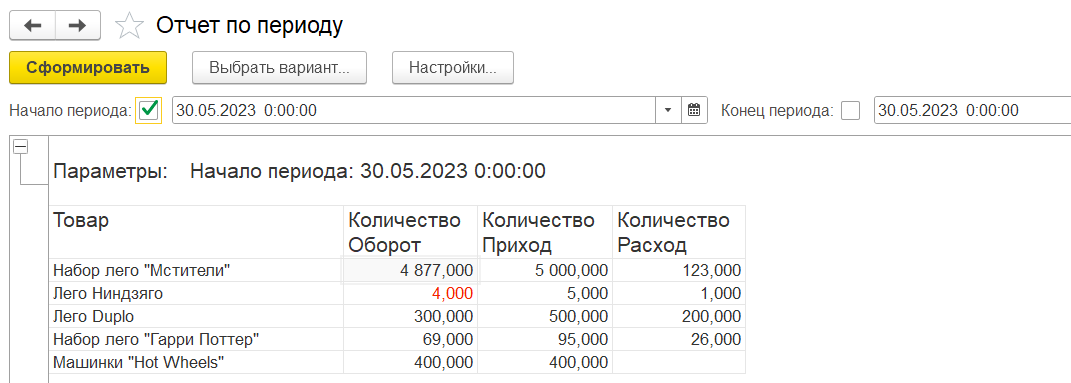 Отчет по периоду
Сформировать Выбрать вариант... Настройки...
Начало периода: 30.05.2023 0:00:00 Конец периода: 30.05.2023 0:00:00
Параметры: Начало периода: 30.05.2023 0:00:00
Товар Количество Количество Количество
Оборот Приход Расход
Набор лего "Мстители" 4 877,000 5 000,000 123,000
Лего Ниндзяго 4,000 5,000 1,000
Лего Duplo 300,000 500,000 200,000
Набор лего "Гарри Поттер" 69,000 95,000 26,000
Машинки "Hot Wheels" 400,000 400,000